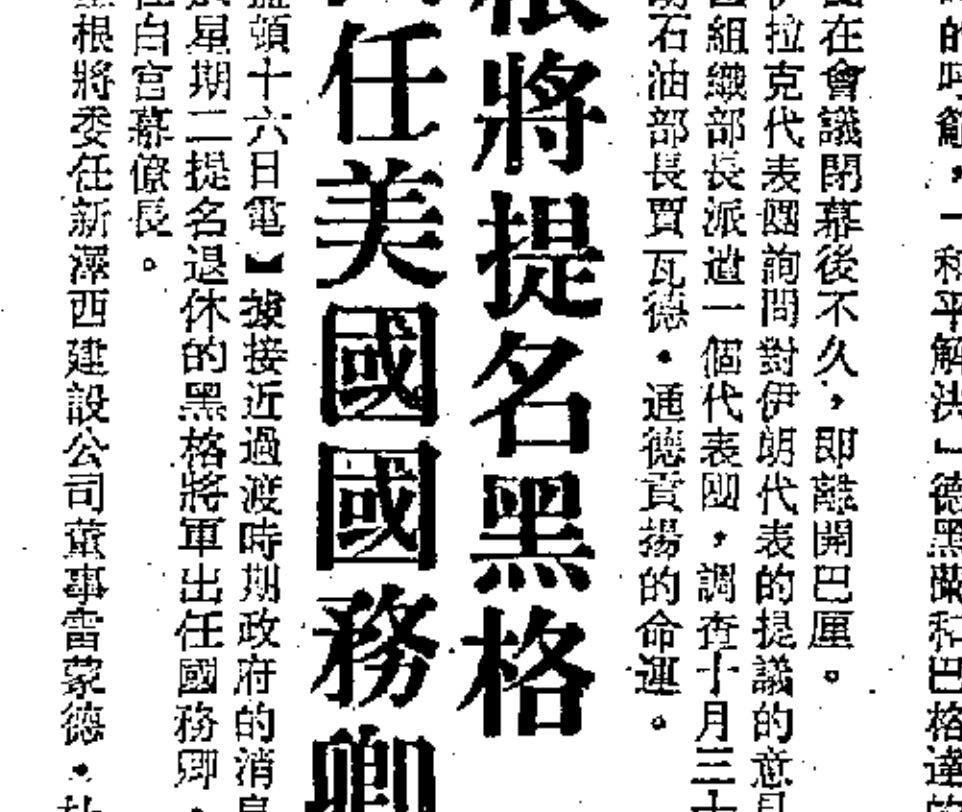 的呼籲，「和平解決」德黑蘭和巴格達的
在會議閉幕後不久，即離開巴厘。
伊拉克代表團詢問對伊朗代表的提議的意見
組織部長派遣一個代表團，調查十月三十
石油部長賈瓦德・通德貢揚的命運。
根將提名黑格
任美國國務卿
頓十六日電】據接近過渡時期政府的消息
星期二提名退休的黑格將軍出任國務卿，
任白宮幕僚長。
根將委任新澤西建設公司董事雷蒙德・